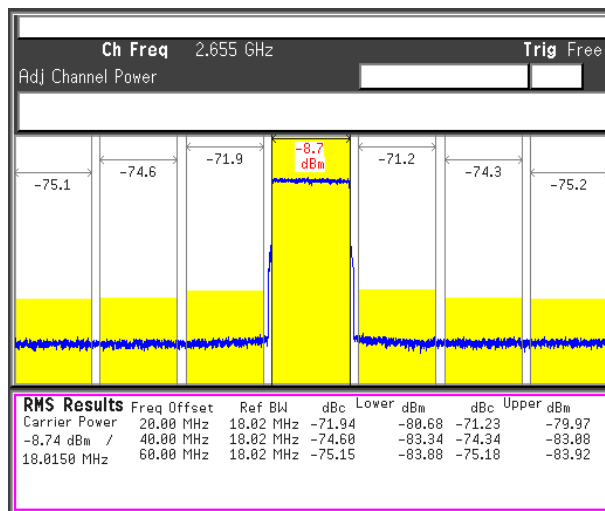 Ch Freq 2.655 GHz Trig Free
Adj Channel Power
-8.7
dBm
-75.1 -74.6 -71.9 -71.2 -74.3 -75.2
RMS Results Freq Offset Ref BW dBc Lower dBm dBc Upper dBm
Carrier Power 20.00 MHz 18.02 MHz -71.94 -80.68 -71.23 -79.97
-8.74 dBm / 40.00 MHz 18.02 MHz -74.60 -83.34 -74.34 -83.08
18.0150 MHz 60.00 MHz 18.02 MHz -75.15 -83.88 -75.18 -83.92